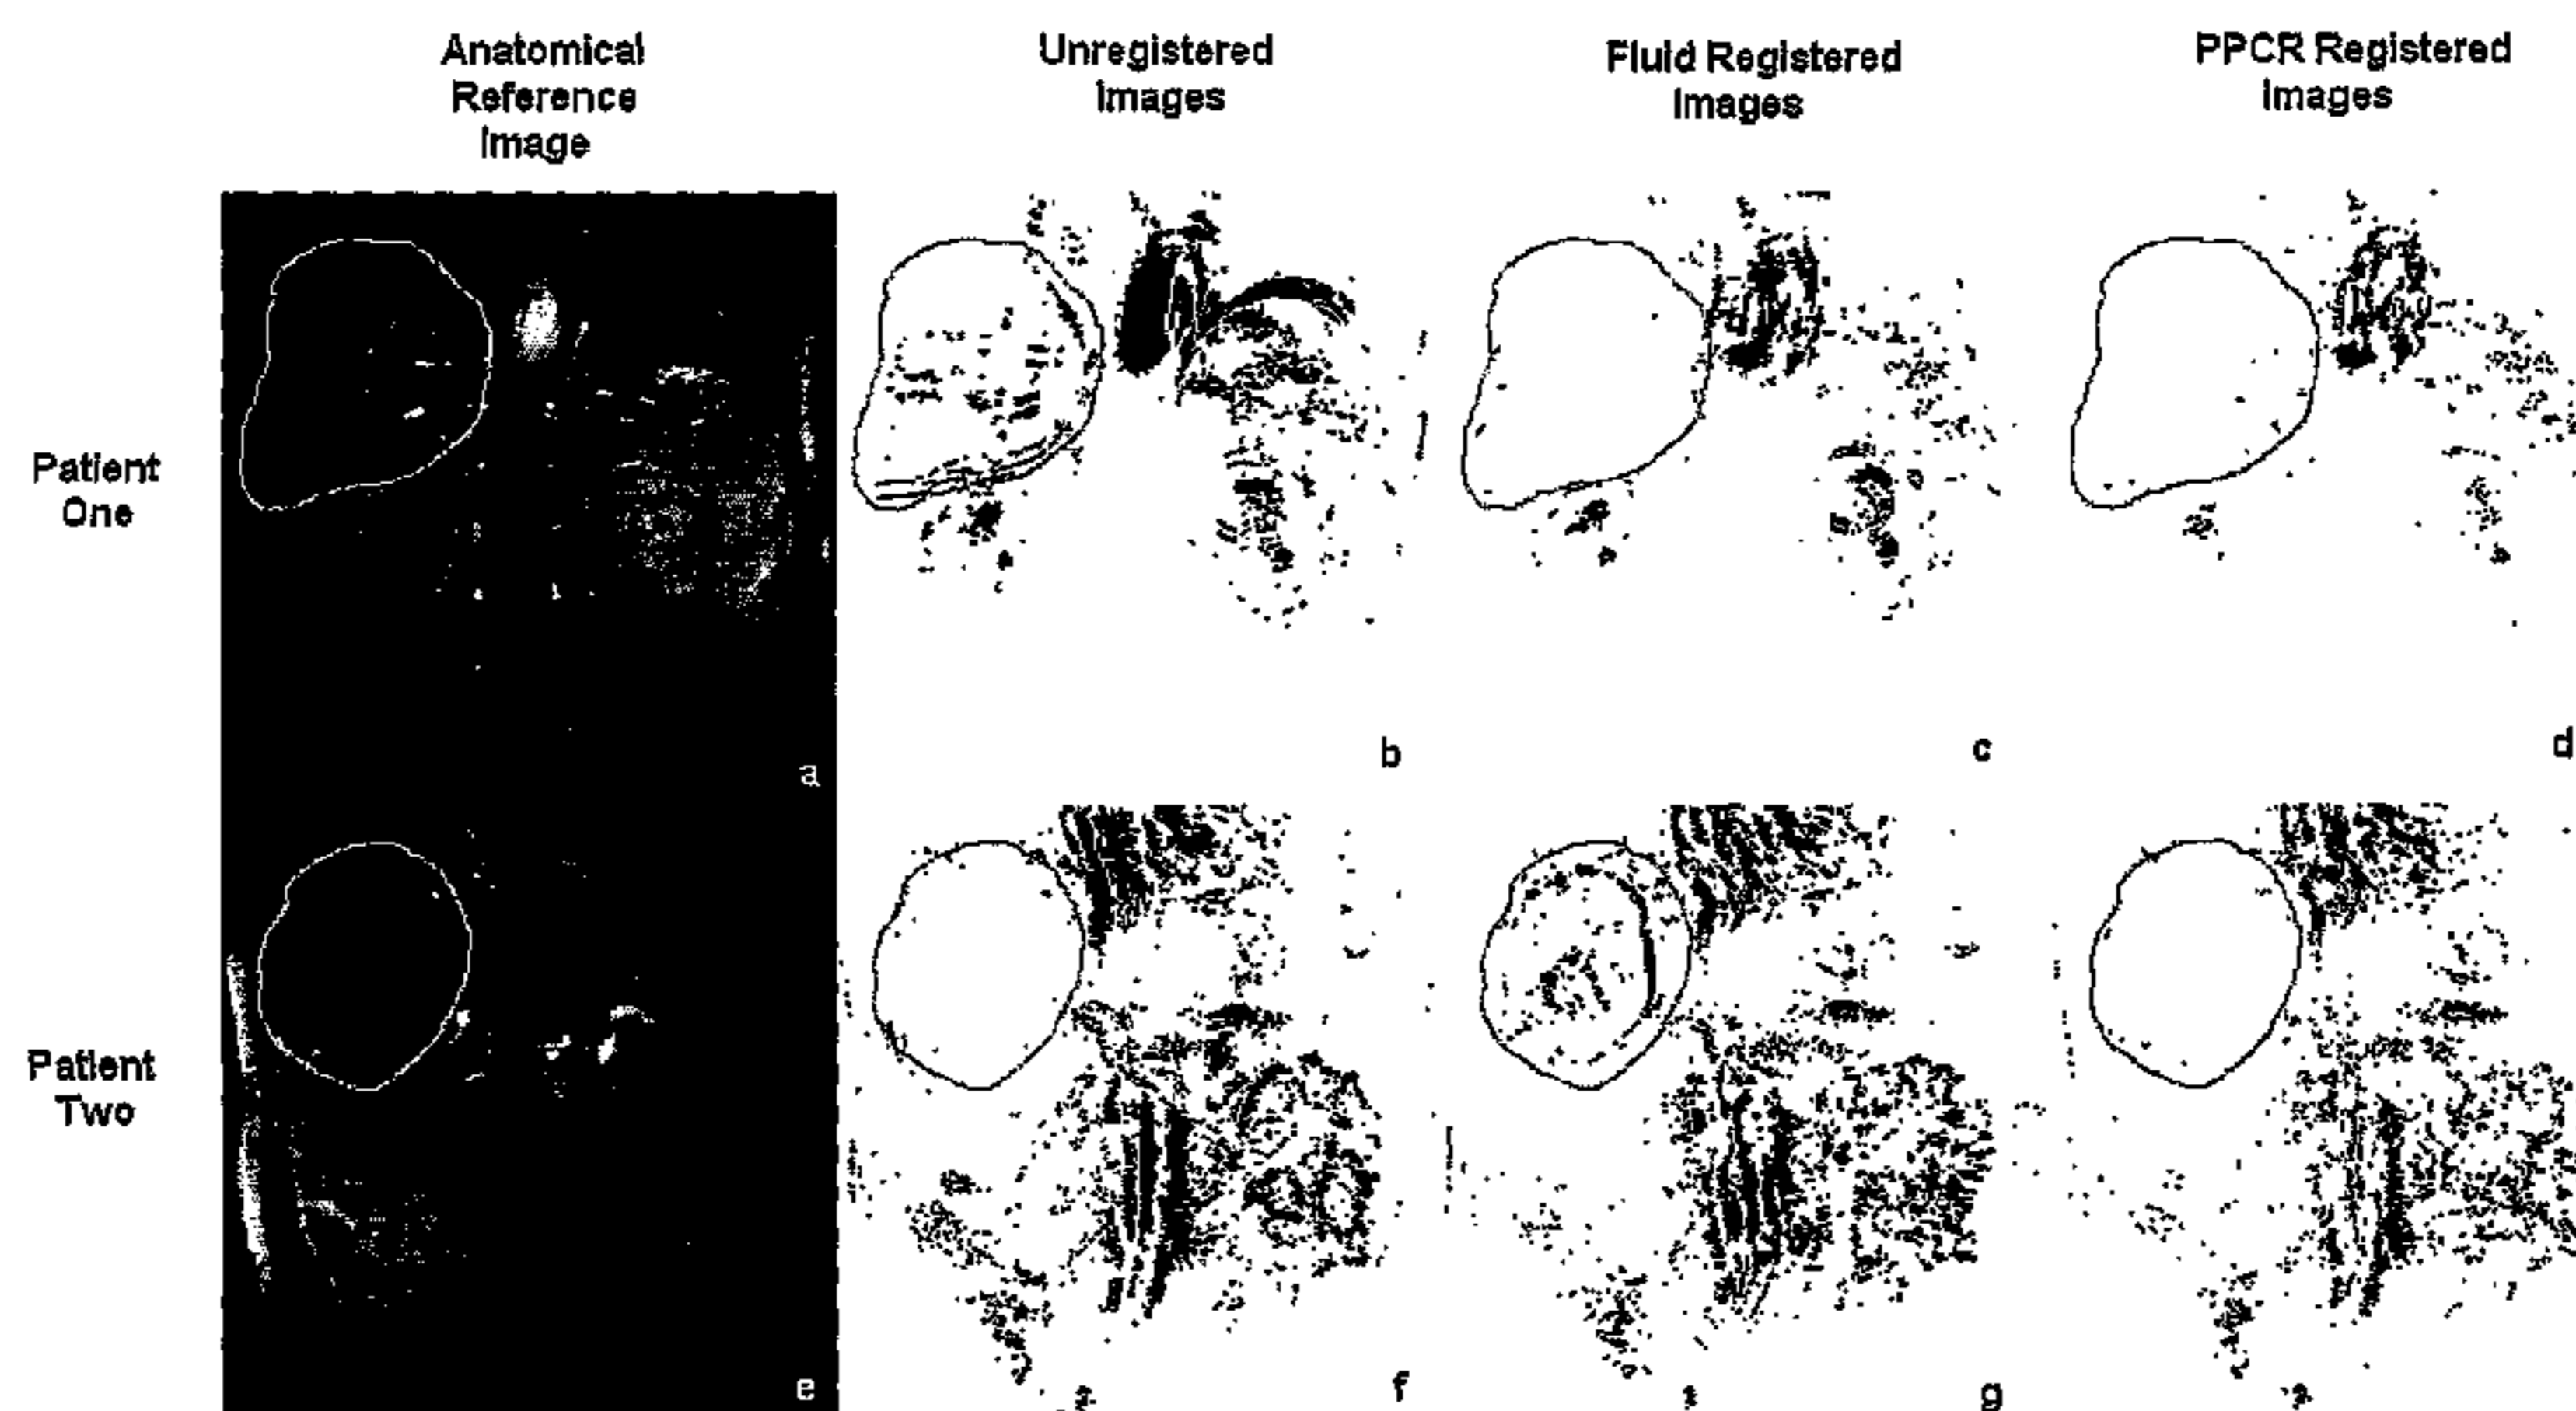 Anatomical
Reference
Image
Unregistered
Images
Fluid Registered
Images
PPCR Registered
Images
Patient
One
a
b
c
d
Patient
Two
e
f
g